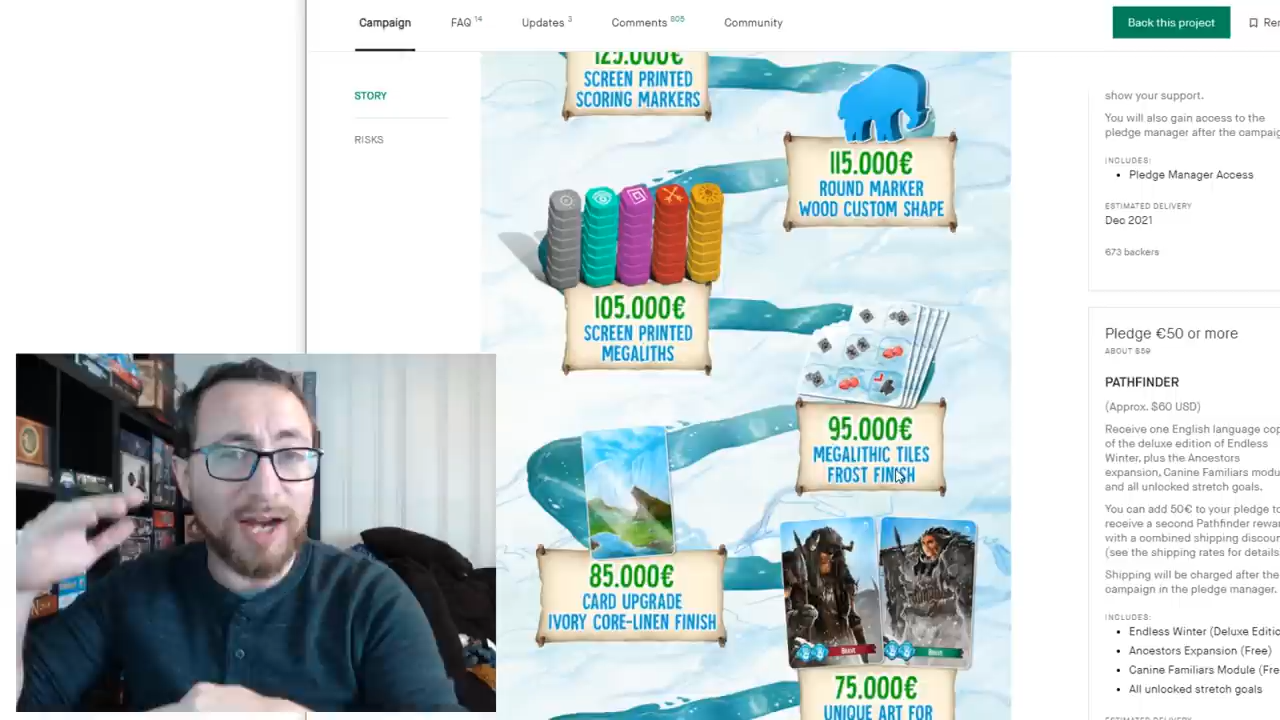 Campaign
FAQ 14
Updates 3
Comments 805
Community
Back this project
STORY
RISKS
125.000€
SCREEN PRINTED
SCORING MARKERS
115.000€
ROUND MARKER
WOOD CUSTOM SHAPE
105.000€
SCREEN PRINTED
MEGALITHS
95.000€
MEGALITHIC TILES
FROST FINISH
85.000€
CARD UPGRADE
IVORY CORE-LINEN FINISH
Boost
Boost
75.000€
UNIQUE ART FOR
show your support.
You will also gain access to the
pledge manager after the campaig
INCLUDES:
• Pledge Manager Access
ESTIMATED DELIVERY
Dec 2021
673 backers
Pledge €50 or more
ABOUT $59
PATHFINDER
(Approx. $60 USD)
Receive one English language cop
of the deluxe edition of Endless
Winter, plus the Ancestors
expansion, Canine Familiars modu
and all unlocked stretch goals.
You can add 50€ to your pledge to
receive a second Pathfinder rewa
with a combined shipping discoun
(see the shipping rates for details
Shipping will be charged after the
campaign in the pledge manager.
INCLUDES:
• Endless Winter (Deluxe Editio
• Ancestors Expansion (Free)
• Canine Familiars Module (Fre
• All unlocked stretch goals